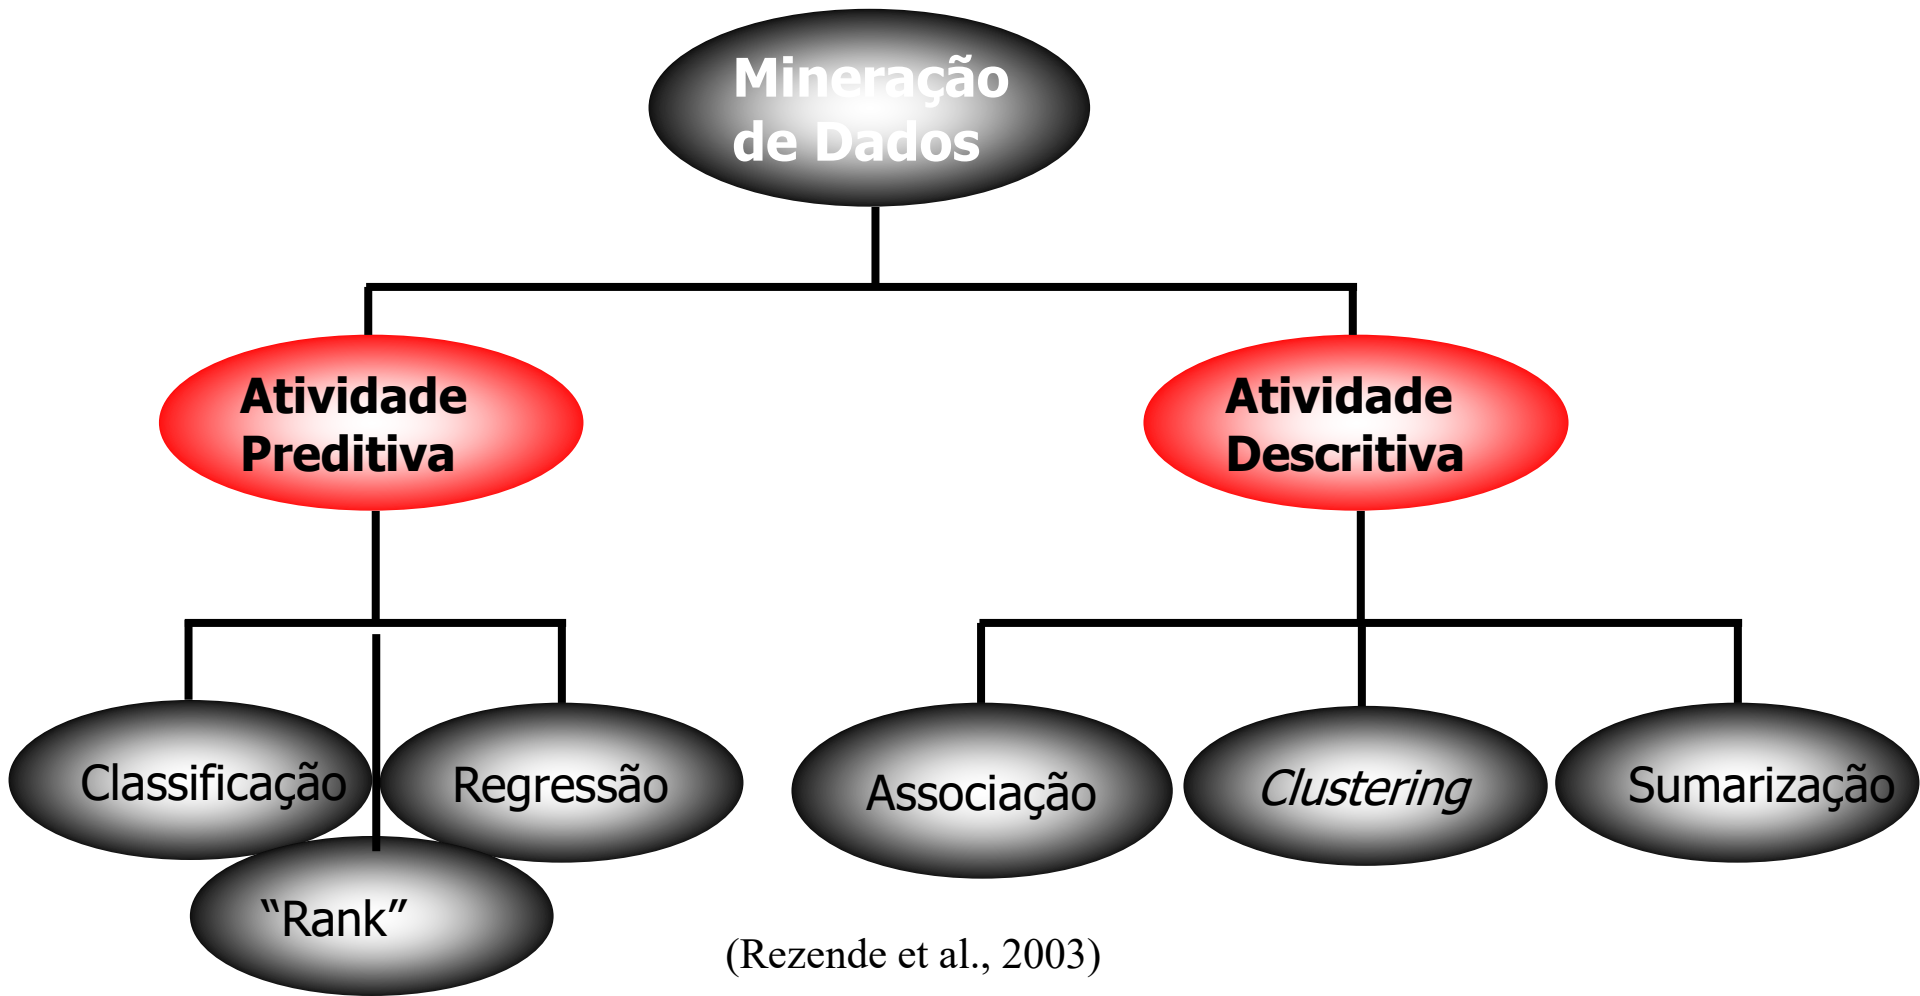 Mineração
de Dados
Atividade
Preditiva
Atividade
Descritiva
Classificação
Regressão
“Rank”
Associação
Clustering
Sumarização
(Rezende et al., 2003)